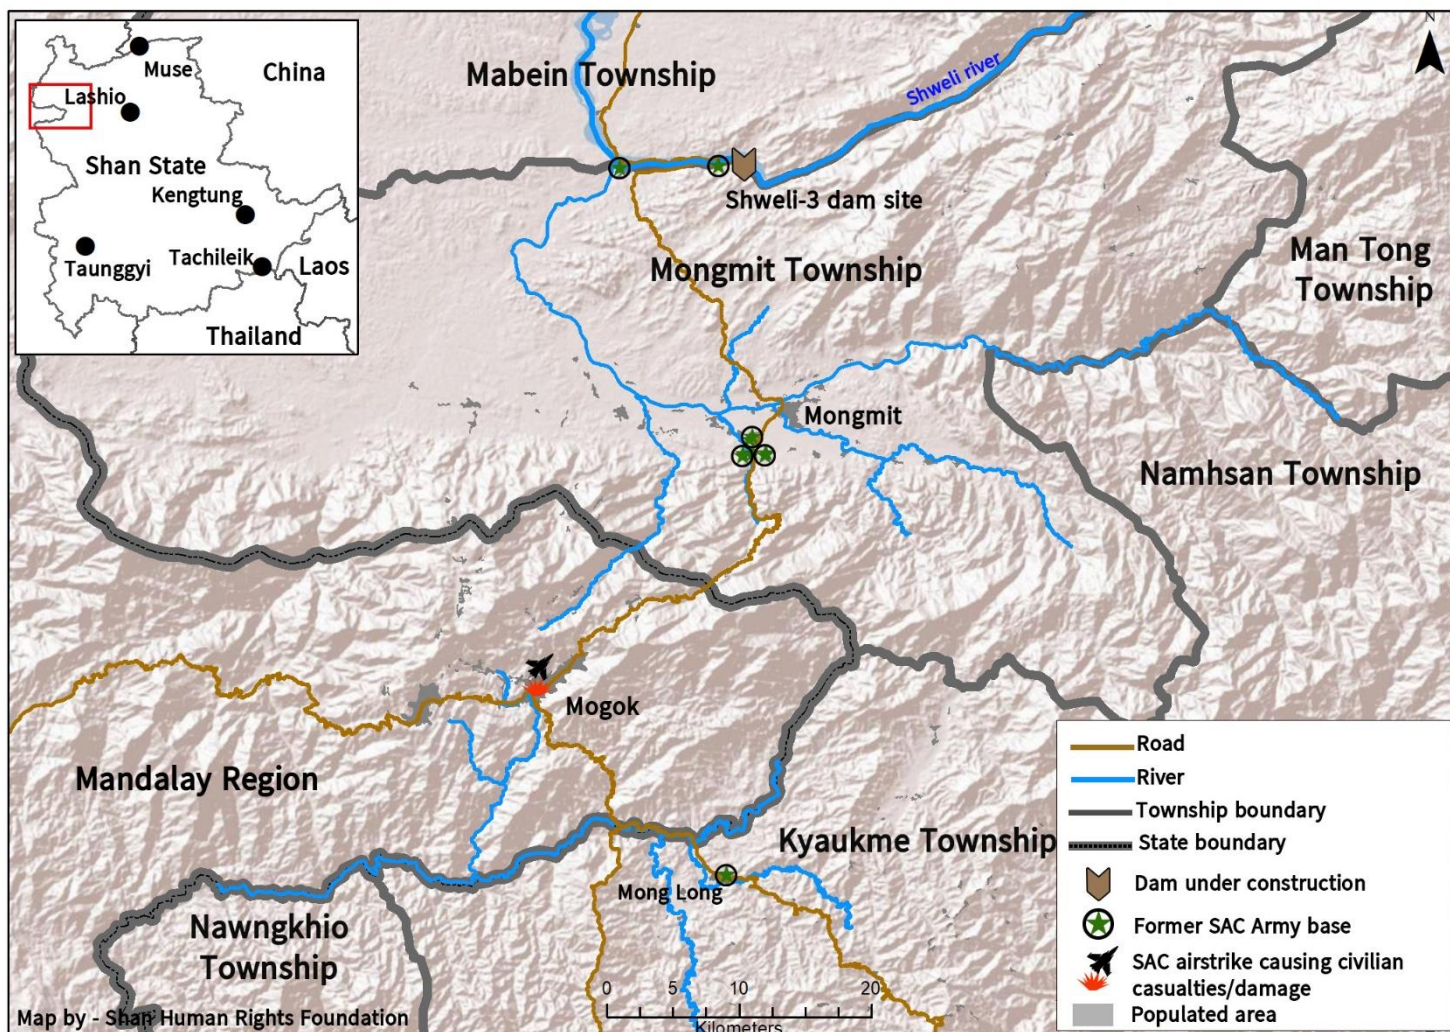 N
Muse
China
Lashio
Shan State
Kengtung
Taunggyi
Tachileik
Laos
Thailand
Mabein Township
Shweli river
Shweli-3 dam site
Mongmit Township
Man Tong
Township
Mongmit
Namhsan Township
Mogok
Mandalay Region
Kyaukme Township
Mong Long
Nawngkhio
Township
Road
River
Township boundary
State boundary
Dam under construction
Former SAC Army base
SAC airstrike causing civilian
casualties/damage
Populated area
0 5 10 20
Kilometers
Map by - Shan Human Rights Foundation